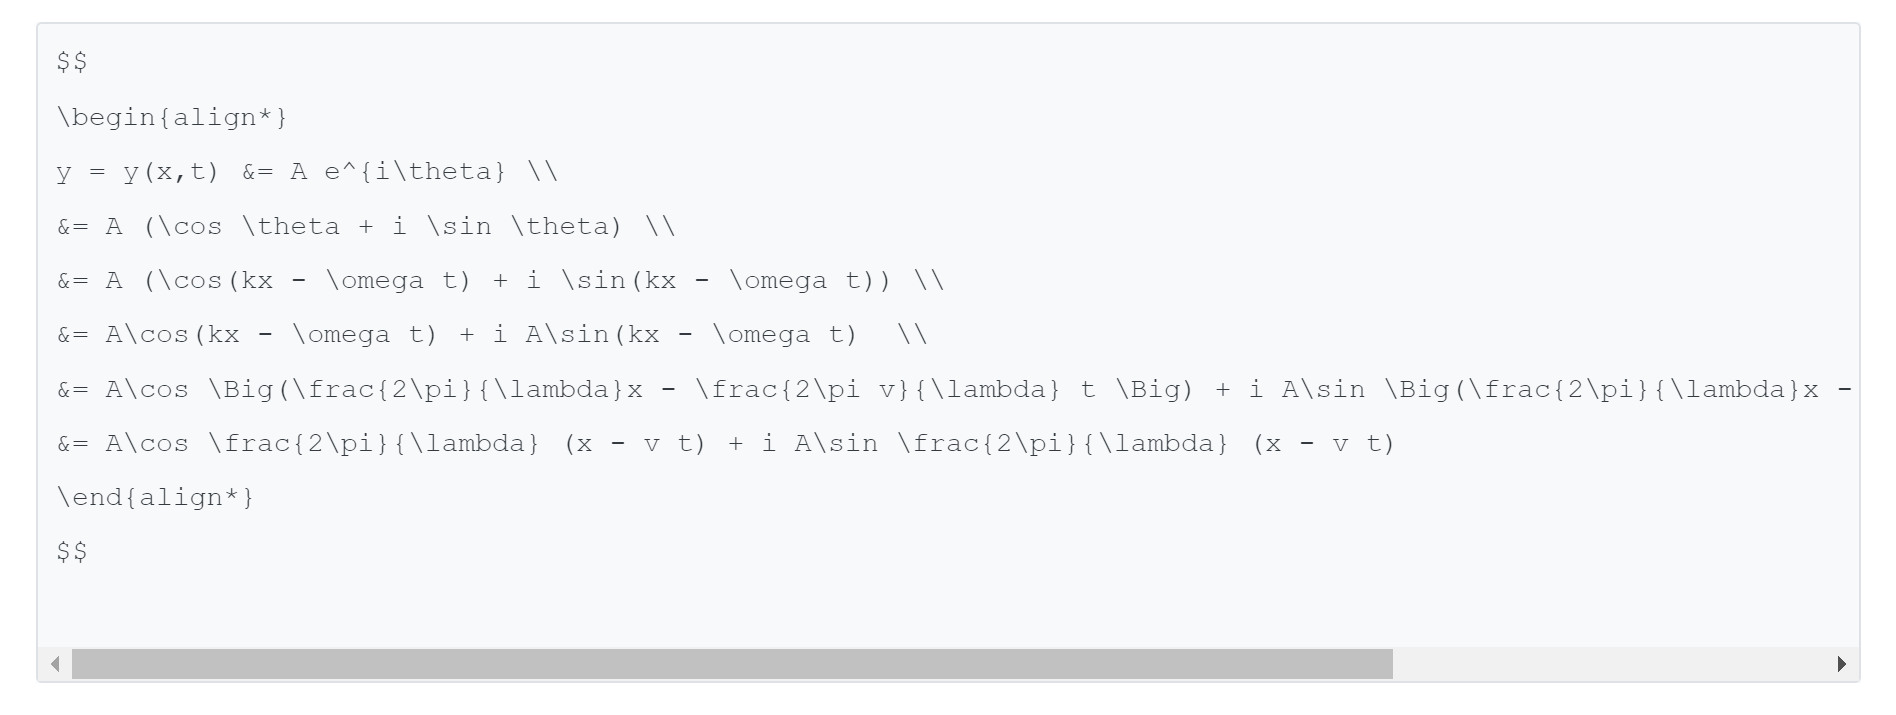 $$
\begin{align*}
y = y(x,t) &= A e^{i\theta} \\
&= A (\cos \theta + i \sin \theta) \\
&= A (\cos(kx - \omega t) + i \sin(kx - \omega t)) \\
&= A\cos(kx - \omega t) + i A\sin(kx - \omega t)  \\
&= A\cos \Big(\frac{2\pi}{\lambda}x - \frac{2\pi v}{\lambda} t \Big) + i A\sin \Big(\frac{2\pi}{\lambda}x -
&= A\cos \frac{2\pi}{\lambda} (x - v t) + i A\sin \frac{2\pi}{\lambda} (x - v t)
\end{align*}
$$